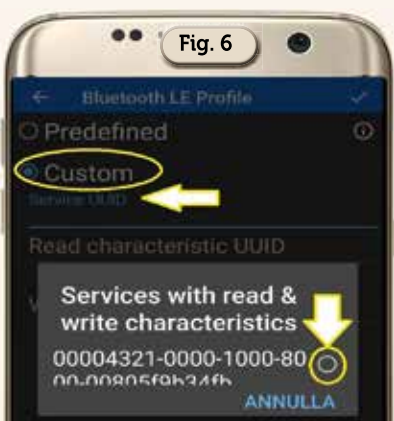 Fig. 6
Bluetooth LE Profile
Predefined
Custom
Service UUID
Read characteristic UUID
W
Services with read &
write characteristics
00004321-0000-1000-80
00-00805f9b34fb
ANNULLA